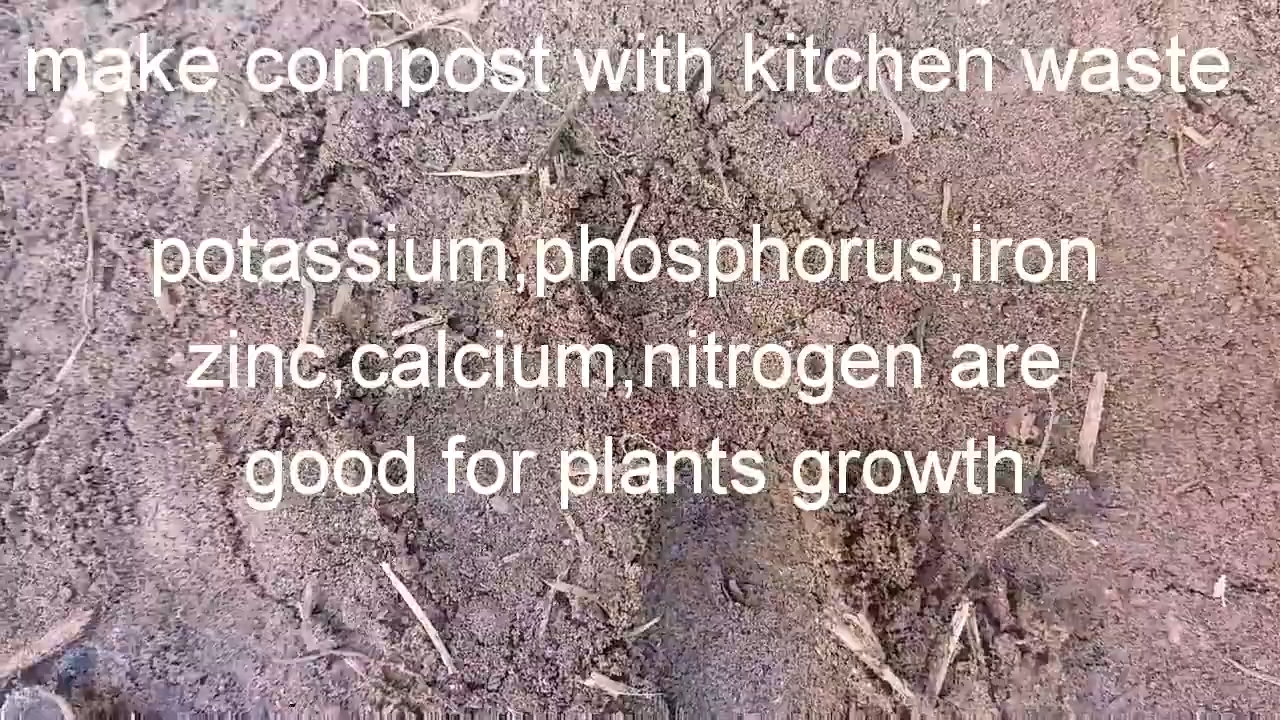 make compost with kitchen waste
potassium,phosphorus,iron
zinc,calcium,nitrogen are
good for plants growth